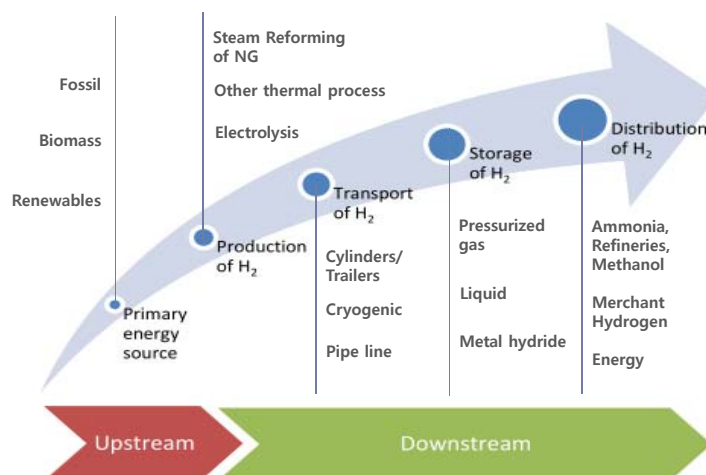 Fossil
Biomass
Renewables
Steam Reforming
of NG
Other thermal process
Electrolysis
Primary
energy
source
Production
of H₂
Transport
of H₂
Cylinders/
Trailers
Cryogenic
Pipe line
Storage
of H₂
Pressurized
gas
Liquid
Metal hydride
Distribution
of H₂
Ammonia,
Refineries,
Methanol
Merchant
Hydrogen
Energy
Upstream
Downstream